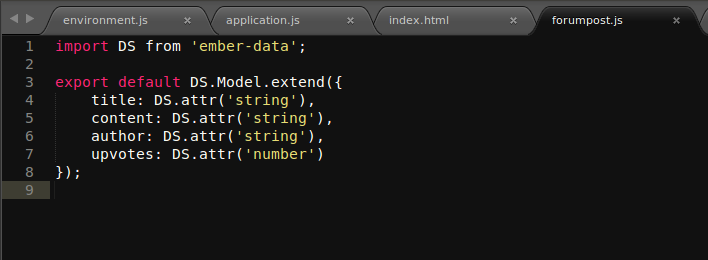 environment.js × application.js × index.html × forumpost.js ×
1 import DS from 'ember-data';
2
3 export default DS.Model.extend({
4     title: DS.attr('string'),
5     content: DS.attr('string'),
6     author: DS.attr('string'),
7     upvotes: DS.attr('number')
8 });
9